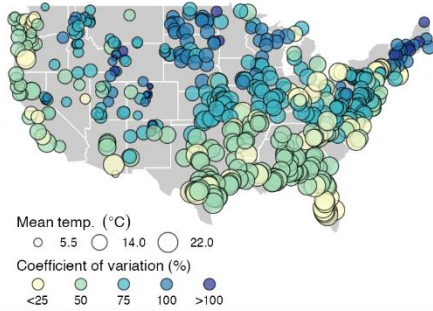 Mean temp. (°C)
5.5 14.0 22.0
Coefficient of variation (%)
<25 50 75 100 >100